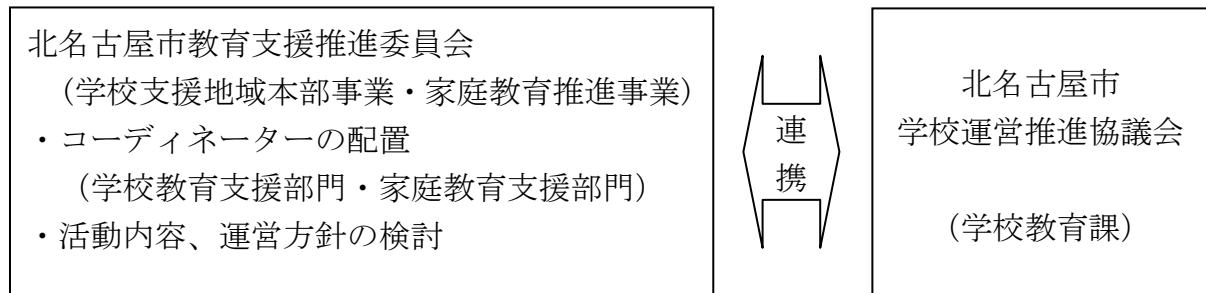 北名古屋市教育支援推進委員会
（学校支援地域本部事業・家庭教育推進事業）
・コーディネーターの配置
（学校教育支援部門・家庭教育支援部門）
・活動内容、運営方針の検討
連
携
北名古屋市
学校運営推進協議会
（学校教育課）